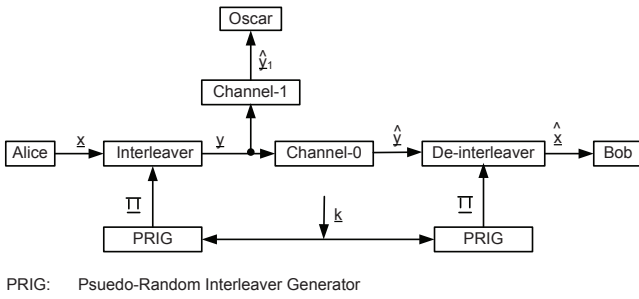 Oscar
ŷ₁
Channel-1
Alice
x
Interleaver
y
Channel-0
ŷ
De-interleaver
x̂
Bob
Π
k
Π
PRIG
PRIG
PRIG: Psuedo-Random Interleaver Generator